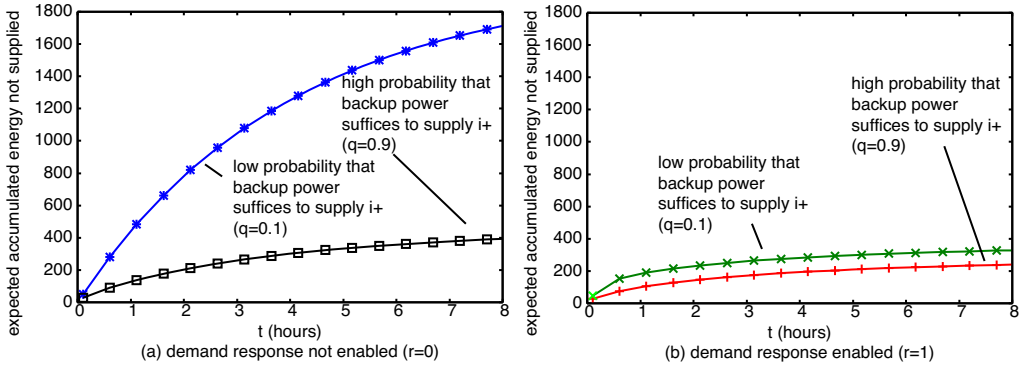 expected accumulated energy not supplied
1800
1600
1400
1200
1000
800
600
400
200
0
high probability that
backup power
suffices to supply i+
(q=0.9)
low probability that
backup power
suffices to supply i+
(q=0.1)
0 1 2 3 4 5 6 7 8
t (hours)
(a) demand response not enabled (r=0)
expected accumulated energy not supplied
1800
1600
1400
1200
1000
800
600
400
200
0
high probability that
backup power
suffices to supply i+
(q=0.9)
low probability that
backup power
suffices to supply i+
(q=0.1)
0 1 2 3 4 5 6 7 8
t (hours)
(b) demand response enabled (r=1)